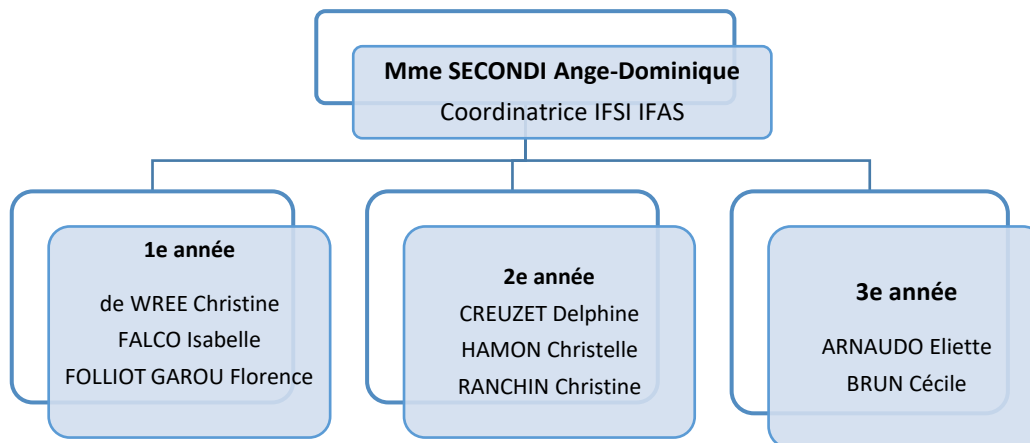 Mme SECONDI Ange-Dominique
Coordinatrice IFSI IFAS
1e année
de WREE Christine
FALCO Isabelle
FOLLIOT GAROU Florence
2e année
CREUZET Delphine
HAMON Christelle
RANCHIN Christine
3e année
ARNAUDO Eliette
BRUN Cécile